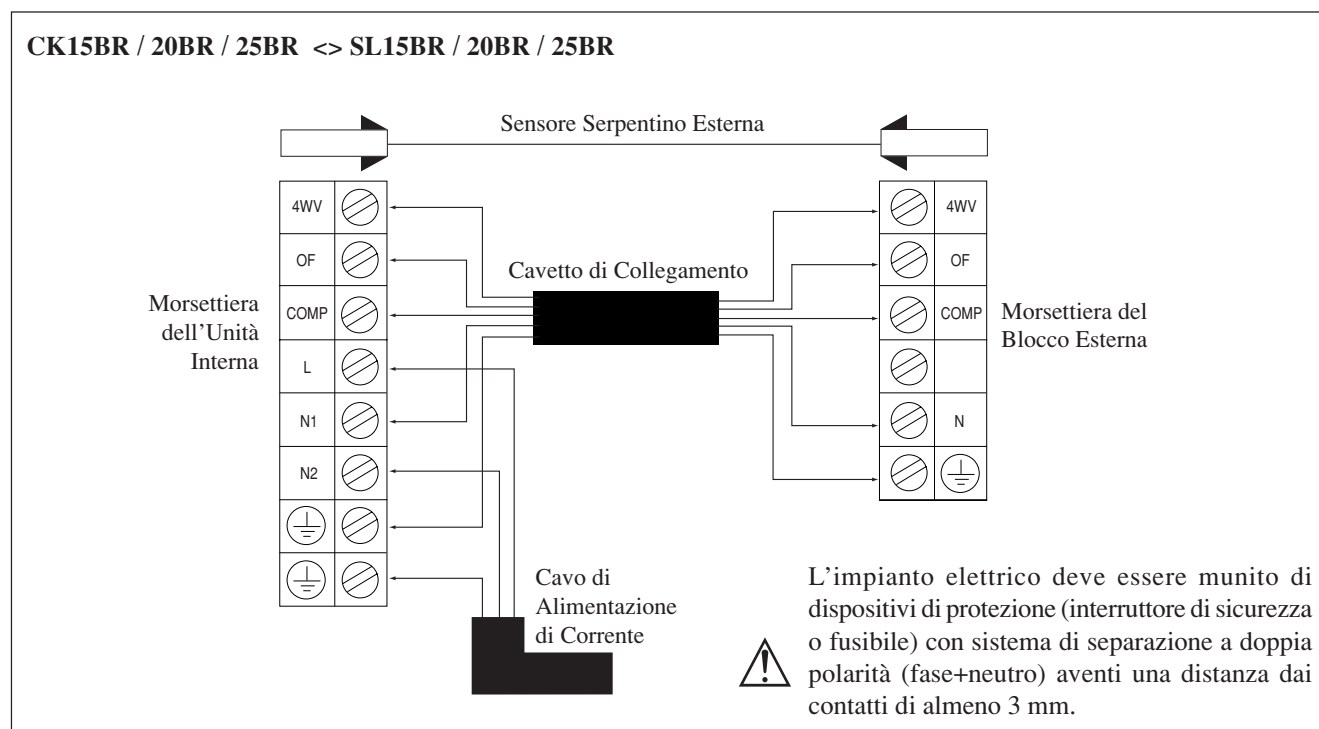 CK15BR / 20BR / 25BR <> SL15BR / 20BR / 25BR
Sensore Serpentino Esterna
4WV
OF
COMP
L
N1
N2
Morsettiera
dell'Unità
Interna
Cavetto di Collegamento
4WV
OF
COMP
N
Morsettiera del
Blocco Esterna
Cavo di
Alimentazione
di Corrente
L'impianto elettrico deve essere munito di
dispositivi di protezione (interruttore di sicurezza
o fusibile) con sistema di separazione a doppia
polarità (fase+neutro) aventi una distanza dai
contatti di almeno 3 mm.